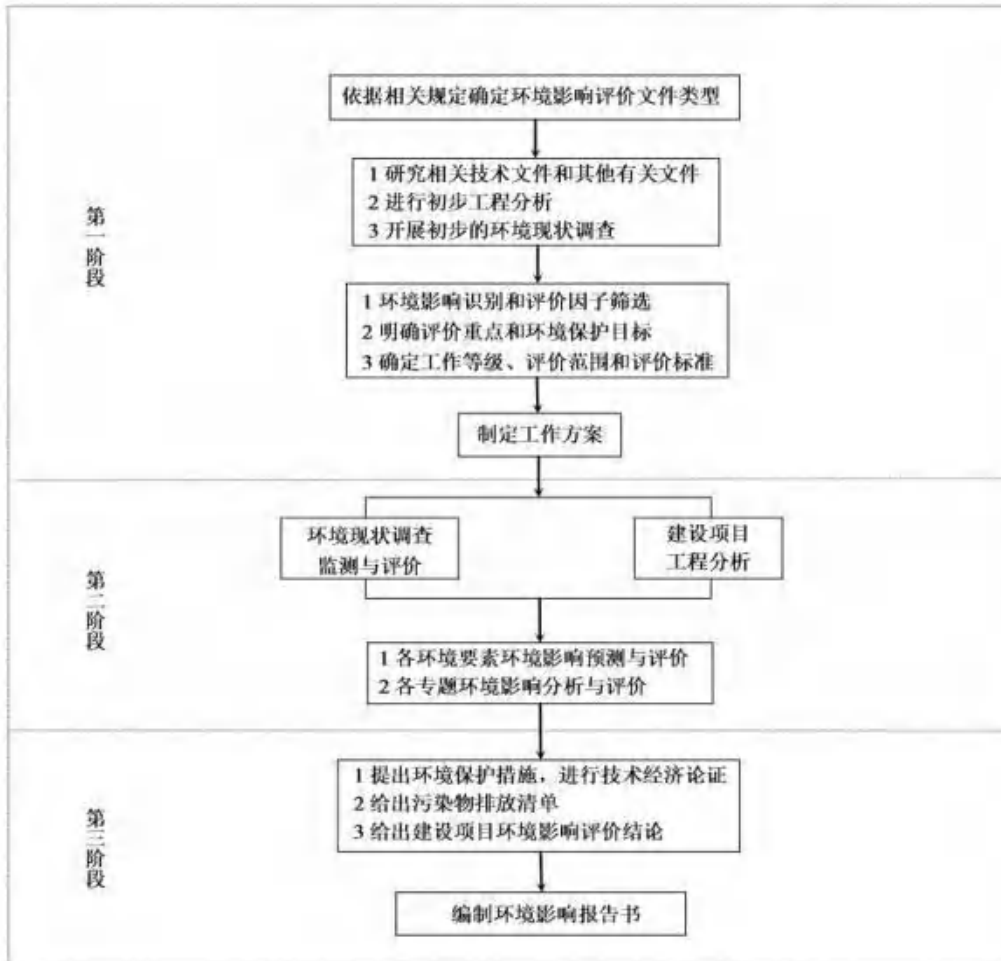 依据相关规定确定环境影响评价文件类型
1 研究相关技术文件和其他有关文件
2 进行初步工程分析
3 开展初步的环境现状调查
第一阶段
1 环境影响识别和评价因子筛选
2 明确评价重点和环境保护目标
3 确定工作等级、评价范围和评价标准
制定工作方案
环境现状调查
监测与评价
建设项目
工程分析
第二阶段
1 各环境要素环境影响预测与评价
2 各专题环境影响分析与评价
1 提出环境保护措施，进行技术经济论证
2 给出污染物排放清单
3 给出建设项目环境影响评价结论
第三阶段
编制环境影响报告书